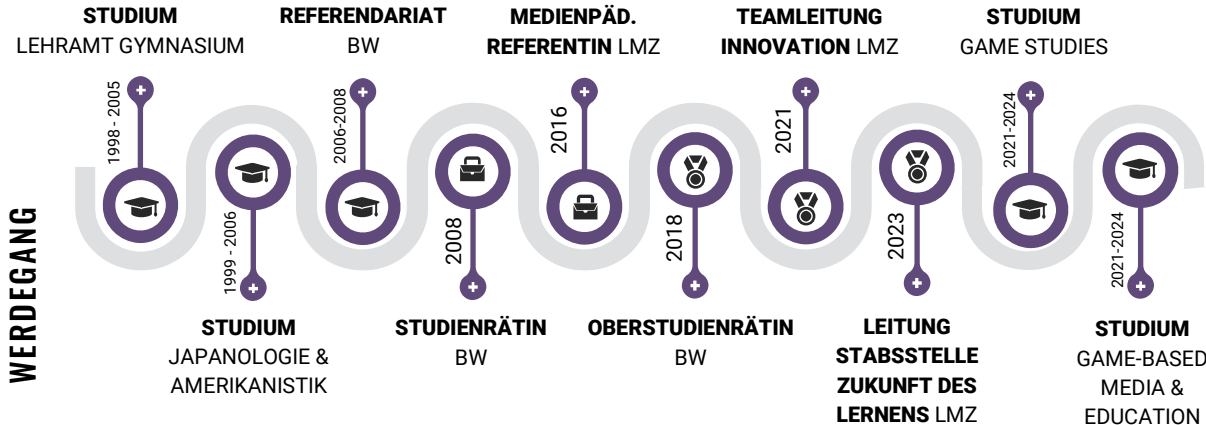 WERDEGANG
STUDIUM
LEHRAMT GYMNASIUM
1998 - 2005
STUDIUM
JAPANOLOGIE &
AMERIKANISTIK
1999 - 2006
REFERENDARIAT
BW
2006-2008
STUDIENRÄTIN
BW
2008
MEDIENPÄD.
REFERENTIN LMZ
2016
OBERSTUDIENRÄTIN
BW
2018
TEAMLEITUNG
INNOVATION LMZ
2021
LEITUNG
STABSSTELLE
ZUKUNFT DES
LERNENS LMZ
2023
STUDIUM
GAME STUDIES
2021-2024
STUDIUM
GAME-BASED
MEDIA &
EDUCATION
2021-2024